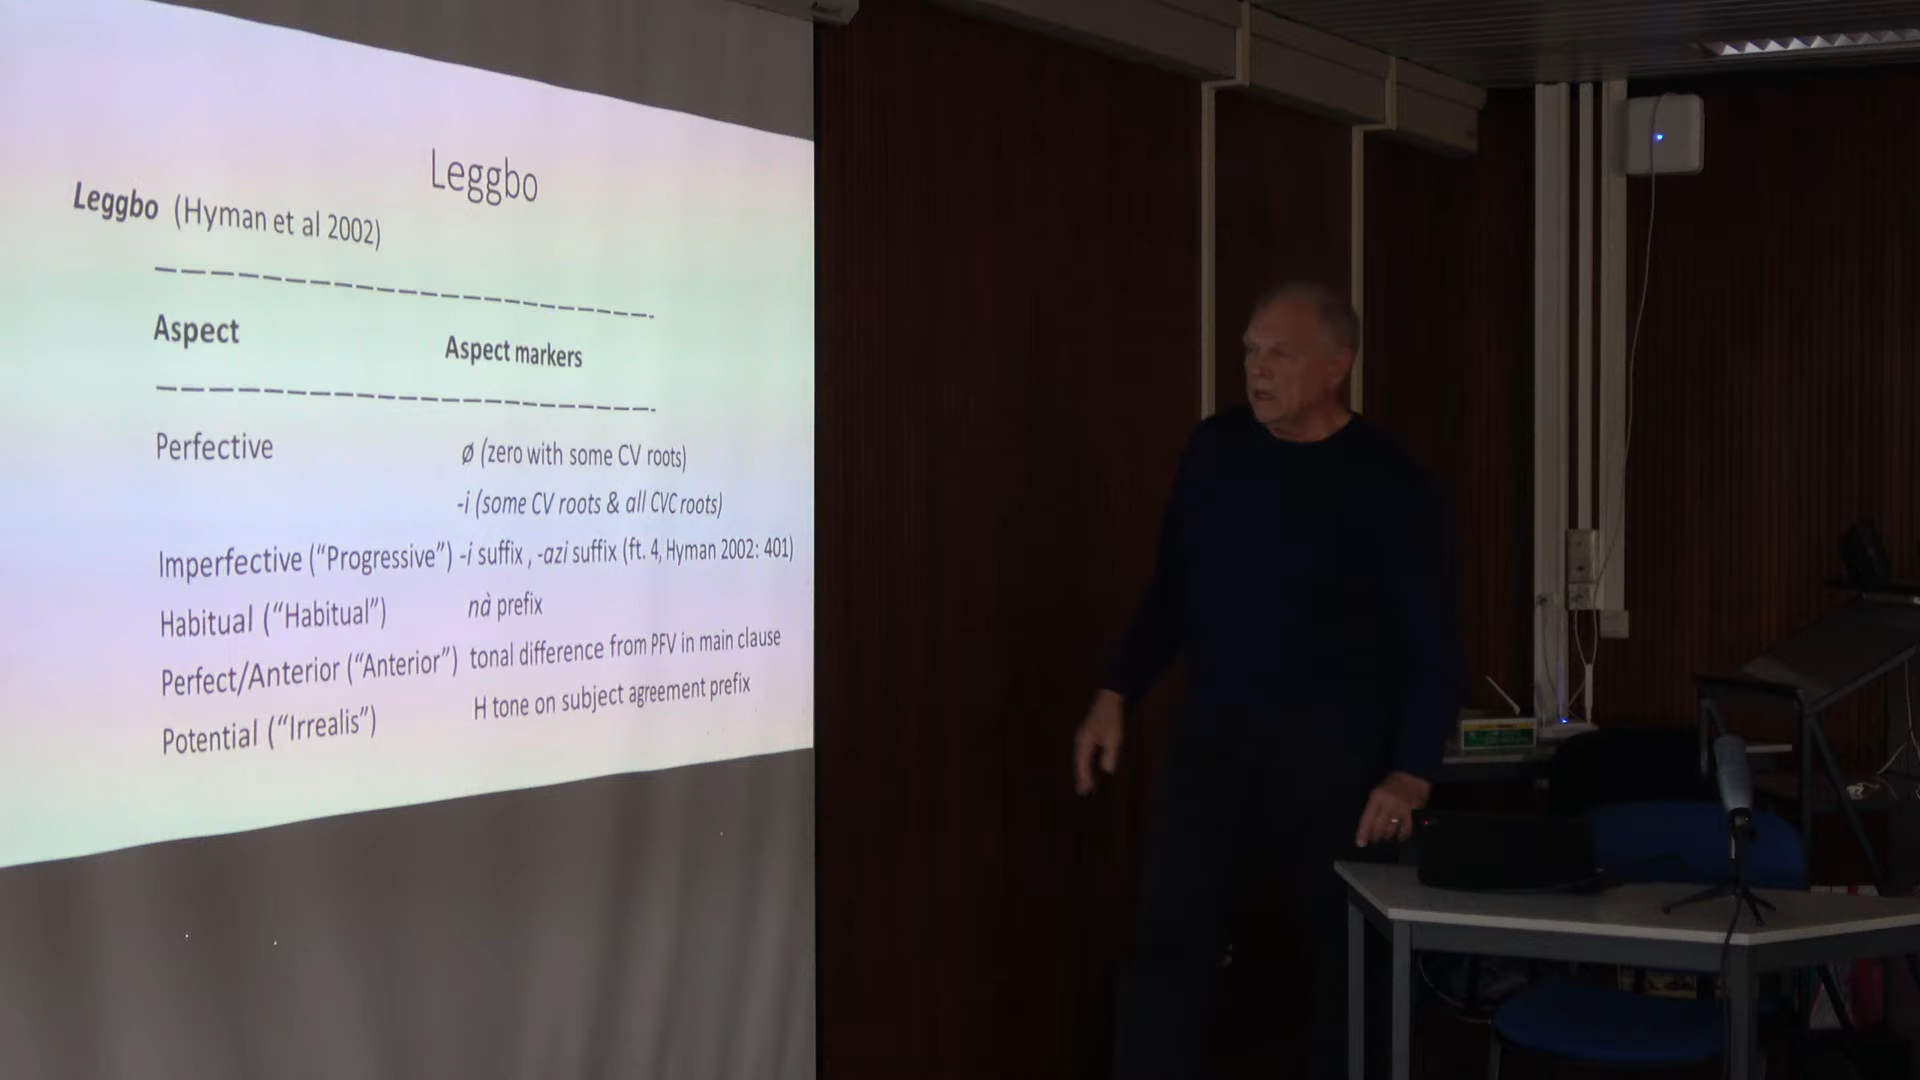 Leggbo
Leggbo (Hyman et al 2002)
Aspect Aspect markers
Perfective ø (zero with some CV roots)
-i (some CV roots & all CVC roots)
Imperfective (“Progressive”) -i suffix , -azi suffix (ft. 4, Hyman 2002: 401)
Habitual (“Habitual”) nà prefix
Perfect/Anterior (“Anterior”) tonal difference from PFV in main clause
Potential (“Irrealis”) H tone on subject agreement prefix